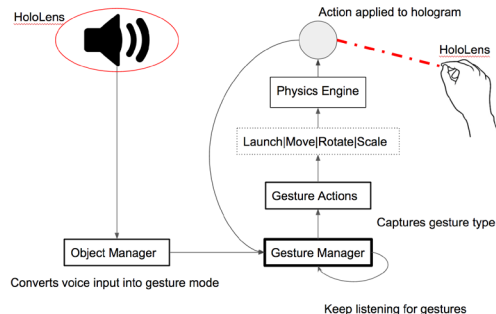 Action applied to hologram
HoloLens
HoloLens
Physics Engine
Launch|Move|Rotate|Scale
Gesture Actions
Captures gesture type
Object Manager
Gesture Manager
Converts voice input into gesture mode
Keep listening for gestures